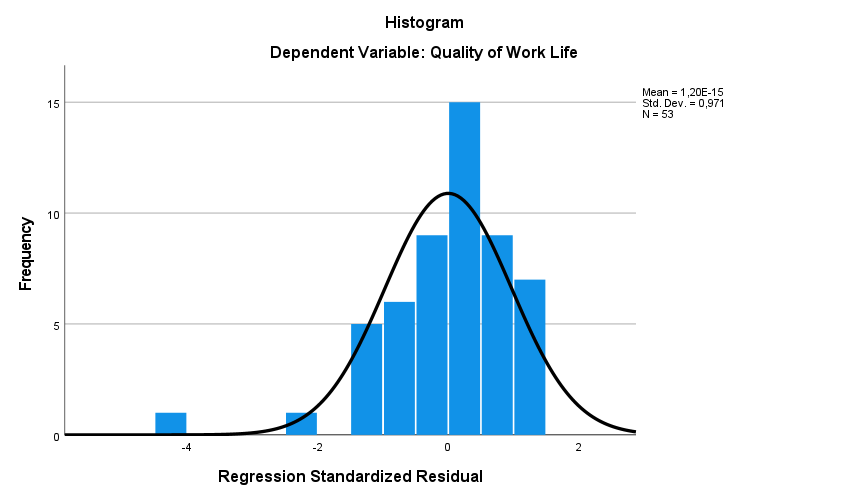 Histogram
Dependent Variable: Quality of Work Life
Mean = 1,20E-15
Std. Dev. = 0,971
N = 53
Frequency
15
10
5
0
-4 -2 0 2
Regression Standardized Residual